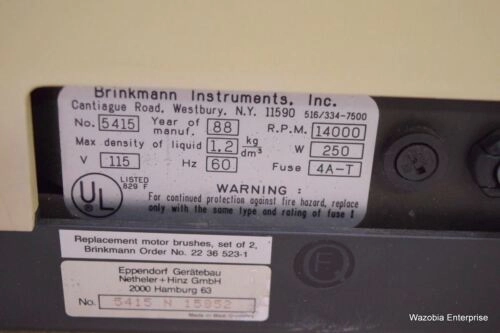 Brinkmann Instruments, Inc.
Cantiague Road, Westbury, N.Y. 11590 516/334-7500
No. 5415 Year of manuf. 88 R.P.M. 14000
Max density of liquid 1.2 kg dm³ W 250
V 115 Hz 60 Fuse 4A-T
UL LISTED 829 F
WARNING :
For continued protection against fire hazard, replace
only with the same type and rating of fuse !
Replacement motor brushes, set of 2,
Brinkmann Order No. 22 36 523-1
Eppendorf Gerätebau
Netheler+Hinz GmbH
2000 Hamburg 63
No. 5415 N 15952
Made in West Germany
Wazobia Enterprise